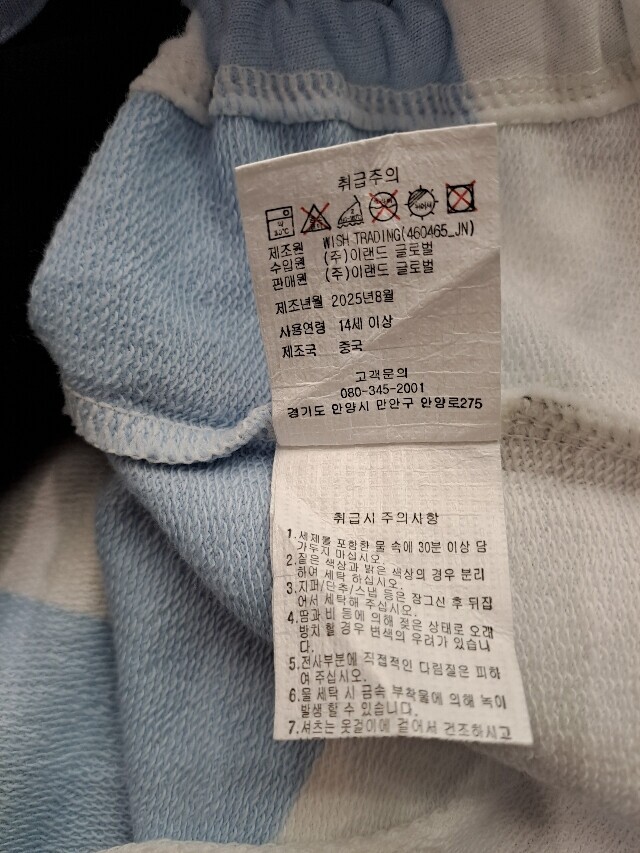 취급주의
제조원 WISH TRADING(460465_JN)
수입원 (주)이랜드 글로벌
판매원 (주)이랜드 글로벌
제조년월 2025년8월
사용연령 14세 이상
제조국 중국
고객문의
080-345-2001
경기도 안양시 만안구 안양로275
취급시 주의사항
1.세제를 포함한 물 속에 30분 이상 담
가두지 마십시오.
2.짙은 색상과 밝은 색상의 경우 분리
하여 세탁 하십시오.
3.지퍼/단추/스냅 등은 잠그신 후 뒤집
어서 세탁해 주십시오.
4.땀과 비 등에 의해 젖은 상태로 오래
방치 할 경우 변색의 우려가 있습니
다.
5.전사부분에 직접적인 다림질은 피하
여 주십시오.
6.물 세탁 시 금속 부착물에 의해 녹이
발생 할 수 있습니다.
7.셔츠는 옷걸이에 걸어서 건조하시고